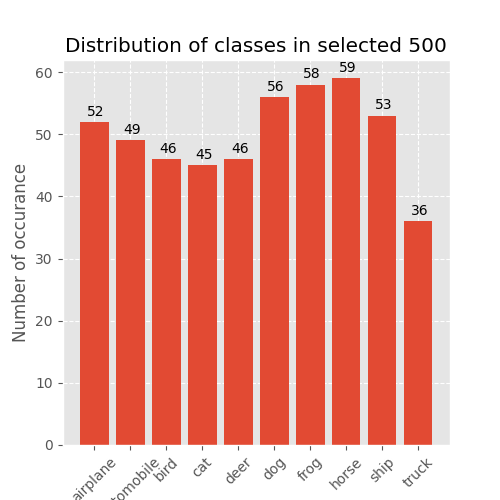 Distribution of classes in selected 500
Number of occurance
60
50
40
30
20
10
0
52
49
46
45
46
56
58
59
53
36
airplane
tomobile
bird
cat
deer
dog
frog
horse
ship
truck